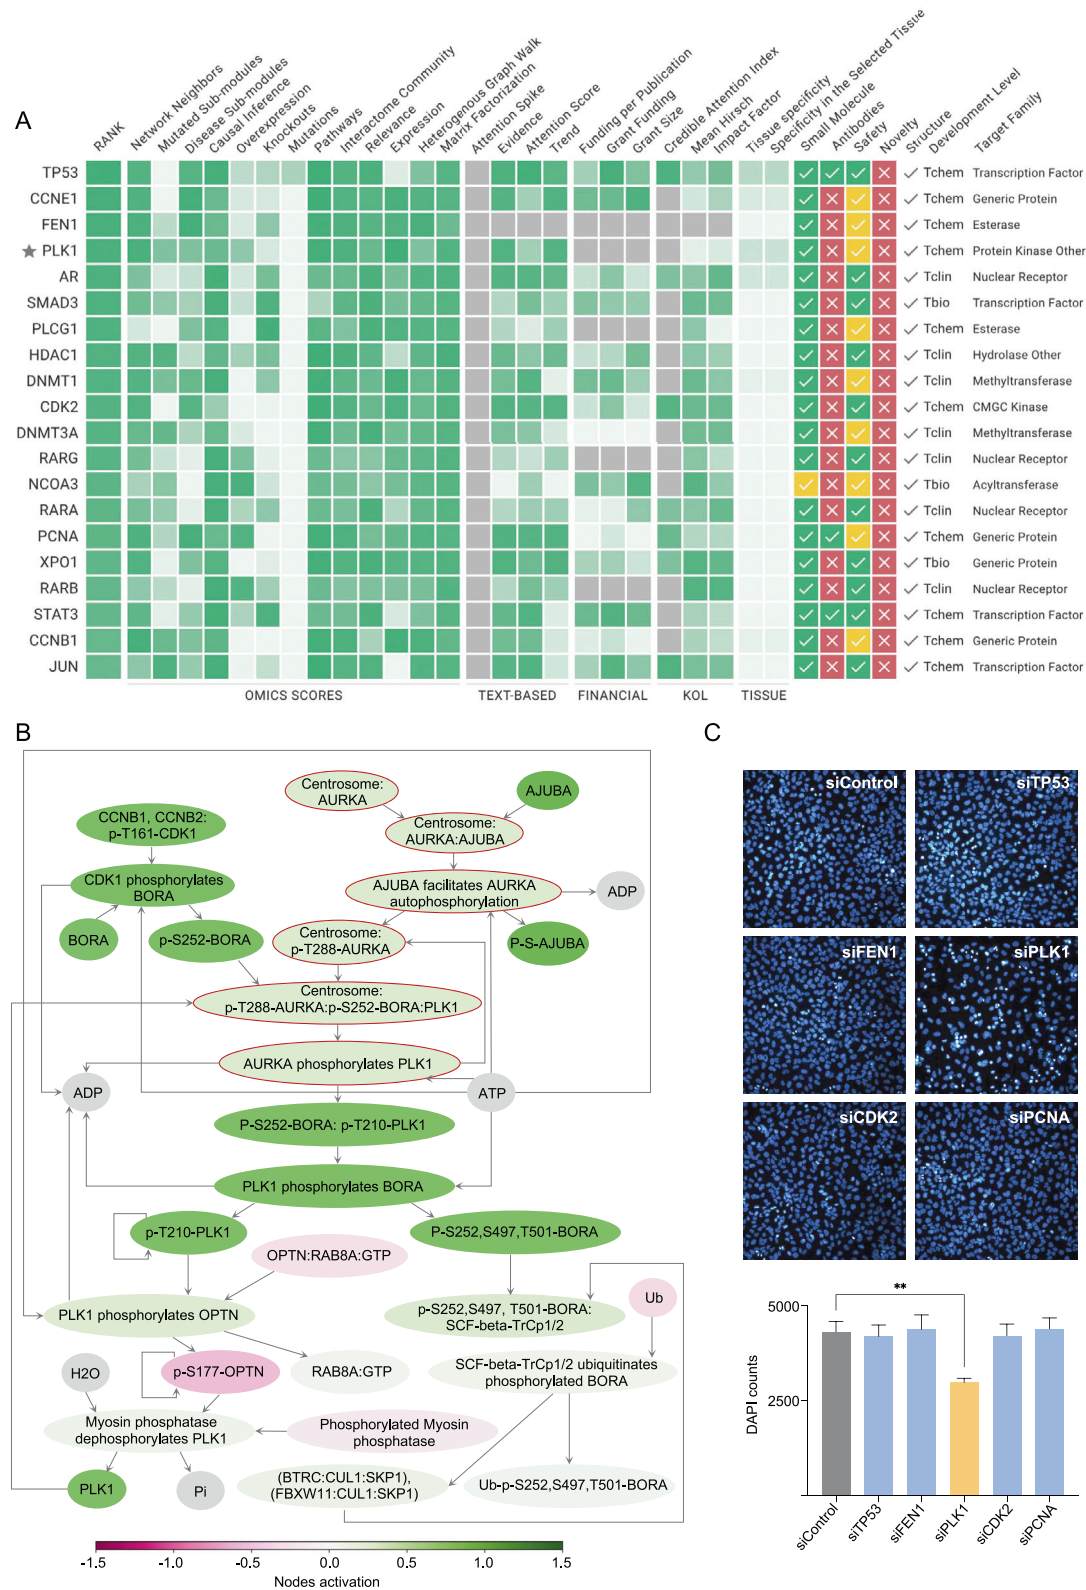 A
RANK
Network Neighbors
Mutated Sub-modules
Disease Sub-modules
Causal Inference
Overexpression
Knockouts
Mutations
Pathways
Interactome Community
Relevance
Expression
Heterogenous Graph Walk
Matrix Factorization
Attention Spike
Evidence
Attention Score
Trend
Funding per Publication
Grant Funding
Grant Size
Credible Attention Index
Mean Hirsch
Impact Factor
Tissue specificity
Specificity in the Selected Tissue
Small Molecule
Antibodies
Safety
Novelty
Structure
Development Level
Target Family
TP53 Tchem Transcription Factor
CCNE1 Tchem Generic Protein
FEN1 Tchem Esterase
★ PLK1 Tchem Protein Kinase Other
AR Tclin Nuclear Receptor
SMAD3 Tbio Transcription Factor
PLCG1 Tchem Esterase
HDAC1 Tclin Hydrolase Other
DNMT1 Tclin Methyltransferase
CDK2 Tchem CMGC Kinase
DNMT3A Tclin Methyltransferase
RARG Tclin Nuclear Receptor
NCOA3 Tbio Acyltransferase
RARA Tclin Nuclear Receptor
PCNA Tchem Generic Protein
XPO1 Tbio Generic Protein
RARB Tclin Nuclear Receptor
STAT3 Tchem Transcription Factor
CCNB1 Tchem Generic Protein
JUN Tchem Transcription Factor
OMICS SCORES TEXT-BASED FINANCIAL KOL TISSUE
B
Centrosome:
AURKA
AJUBA
CCNB1, CCNB2:
p-T161-CDK1
Centrosome:
AURKA:AJUBA
CDK1 phosphorylates
BORA
AJUBA facilitates AURKA
autophosphorylation
ADP
BORA
p-S252-BORA
Centrosome:
p-T288-AURKA
P-S-AJUBA
Centrosome:
p-T288-AURKA:p-S252-BORA:PLK1
AURKA phosphorylates PLK1
ADP
ATP
P-S252-BORA: p-T210-PLK1
PLK1 phosphorylates BORA
p-T210-PLK1
P-S252,S497,T501-BORA
OPTN:RAB8A:GTP
Ub
PLK1 phosphorylates OPTN
p-S252,S497, T501-BORA:
SCF-beta-TrCp1/2
H2O
p-S177-OPTN
RAB8A:GTP
SCF-beta-TrCp1/2 ubiquitinates
phosphorylated BORA
Myosin phosphatase
dephosphorylates PLK1
Phosphorylated Myosin
phosphatase
PLK1
Pi
(BTRC:CUL1:SKP1),
(FBXW11:CUL1:SKP1)
Ub-p-S252,S497,T501-BORA
-1.5 -1.0 -0.5 0.0 0.5 1.0 1.5
Nodes activation
C
siControl
siTP53
siFEN1
siPLK1
siCDK2
siPCNA
**
5000
2500
DAPI counts
siControl
siTP53
siFEN1
siPLK1
siCDK2
siPCNA